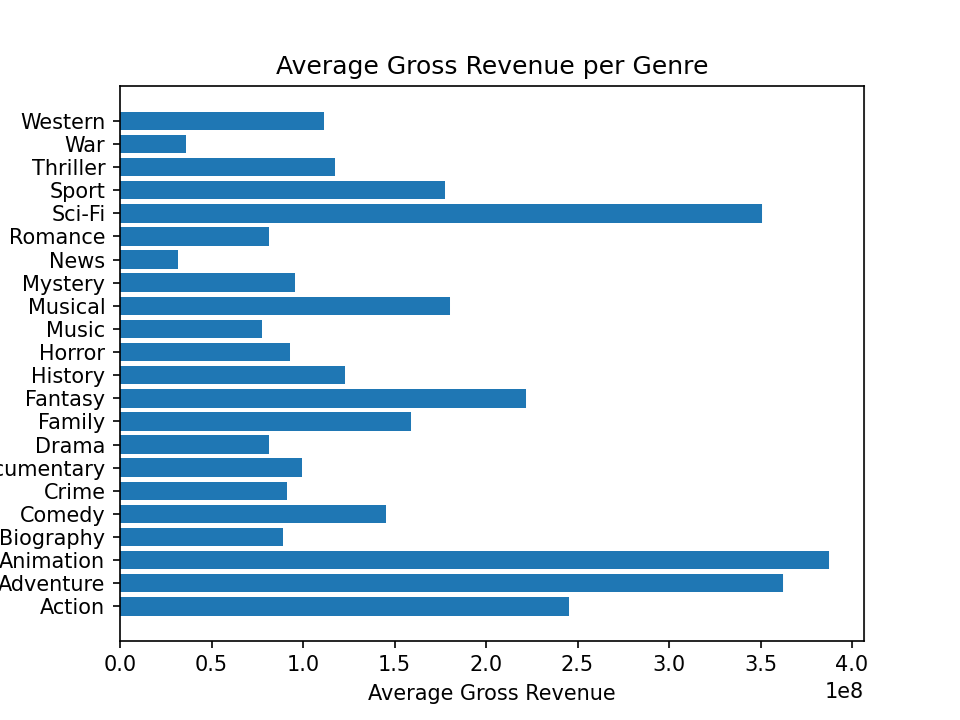 Average Gross Revenue per Genre
Western
War
Thriller
Sport
Sci-Fi
Romance
News
Mystery
Musical
Music
Horror
History
Fantasy
Family
Drama
cumentary
Crime
Comedy
Biography
Animation
Adventure
Action
0.0 0.5 1.0 1.5 2.0 2.5 3.0 3.5 4.0
1e8
Average Gross Revenue